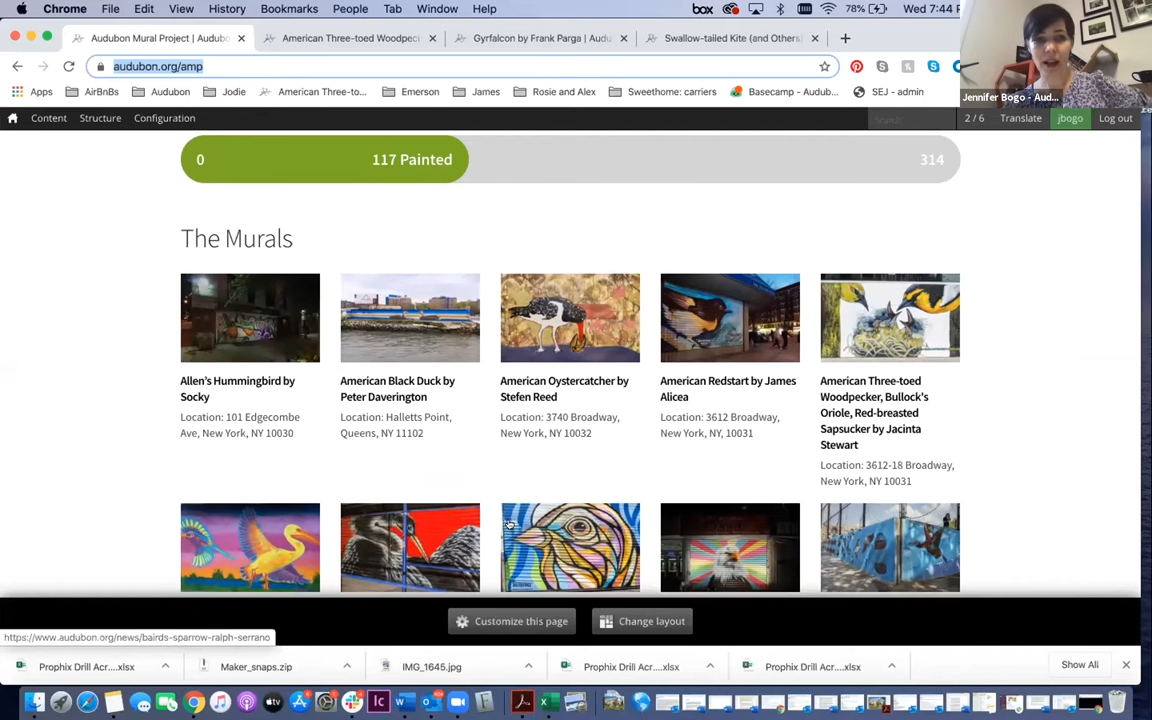 Chrome File Edit View History Bookmarks People Tab Window Help box 78% Wed 7:44 P
Audubon Mural Project | Audubo American Three-toed Woodpeck Gyrfalcon by Frank Parga | Audu Swallow-tailed Kite (and Others)
audubon.org/amp
Apps AirBNBs Audubon Jodie American Three-to... Emerson James Rosie and Alex Sweethome: carriers Basecamp - Audub... SEJ - admin
Jennifer Bogo - Aud...
Content Structure Configuration Search 2 / 6 Translate jbogo Log out
0 117 Painted 314
The Murals
Allen's Hummingbird by
Socky
Location: 101 Edgecombe
Ave, New York, NY 10030
American Black Duck by
Peter Daverington
Location: Halletts Point,
Queens, NY 11102
American Oystercatcher by
Stefen Reed
Location: 3740 Broadway,
New York, NY 10032
American Redstart by James
Alicea
Location: 3612 Broadway,
New York, NY, 10031
American Three-toed
Woodpecker, Bullock's
Oriole, Red-breasted
Sapsucker by Jacinta
Stewart
Location: 3612-18 Broadway,
New York, NY 10031
Customize this page Change layout
https://www.audubon.org/news/bairds-sparrow-ralph-serrano
Prophix Drill Acr....xlsx Maker_snaps.zip IMG_1645.jpg Prophix Drill Acr....xlsx Prophix Drill Acr....xlsx Show All